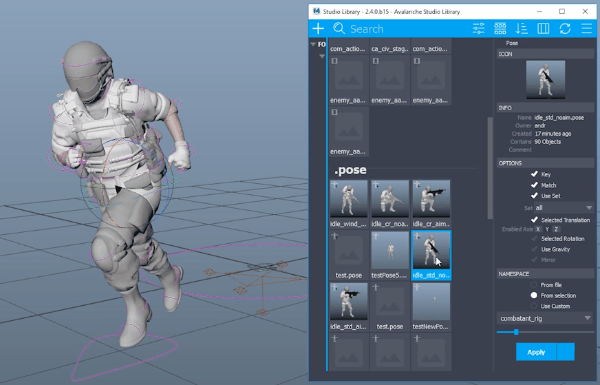 Studio Library - 2.4.0.b15 - Avalanche Studio Library
Search
FO
com_actio...
ca_civ_stag...
com_actio...
enemy_aa...
enemy_aa...
enemy_aa...
enemy_aa...
.pose
idle_wind_...
idle_cr_noa...
idle_cr_aim...
test.pose
testPose5....
idle_std_no...
idle_std_ai...
test.pose
testNewPo...
Pose
ICON
INFO
Name idle_std_noaim.pose
Owner andr
Created 17 minutes ago
Contains 90 Objects
Comment
OPTIONS
Key
Match
Use Set
Set all
Selected Translation
Enabled Axis X Y Z
Selected Rotation
Use Gravity
Mirror
NAMESPACE
From file
From selection
Use Custom
combatant_rig
Apply